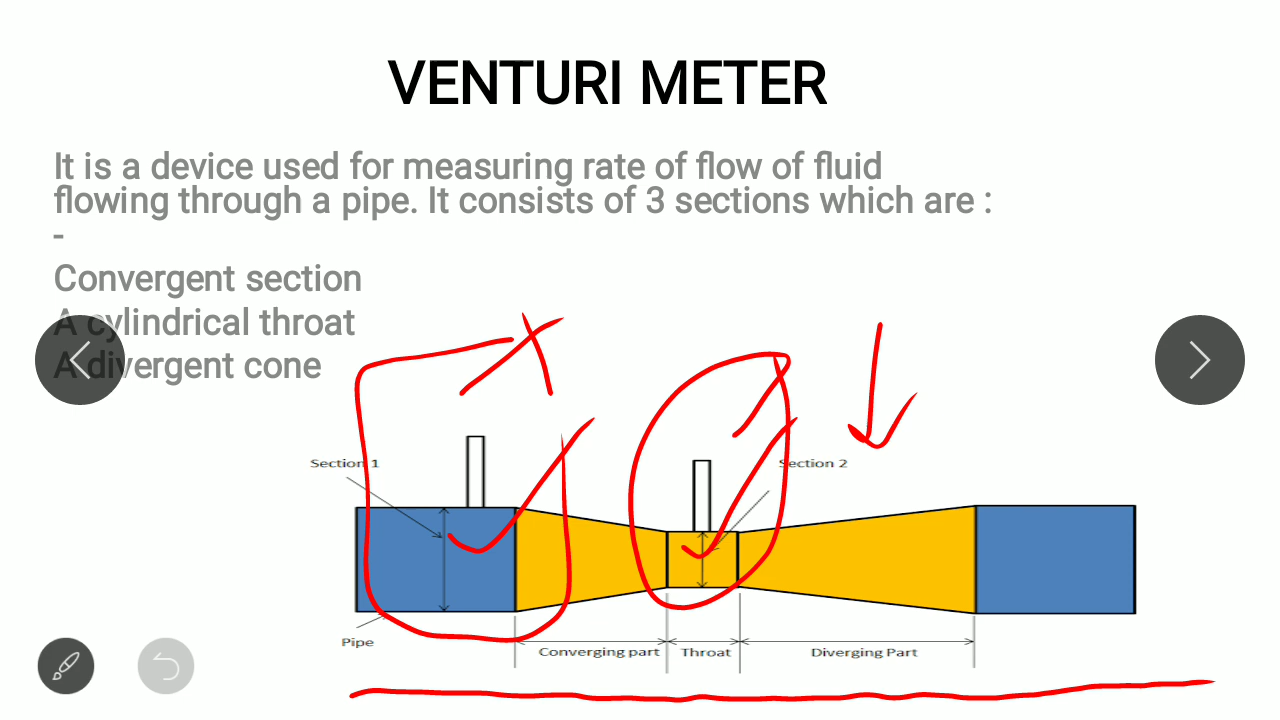 VENTURI METER
It is a device used for measuring rate of flow of fluid
flowing through a pipe. It consists of 3 sections which are :
-
Convergent section
A cylindrical throat
A divergent cone
Section 1
Section 2
Pipe
Converging part
Throat
Diverging Part